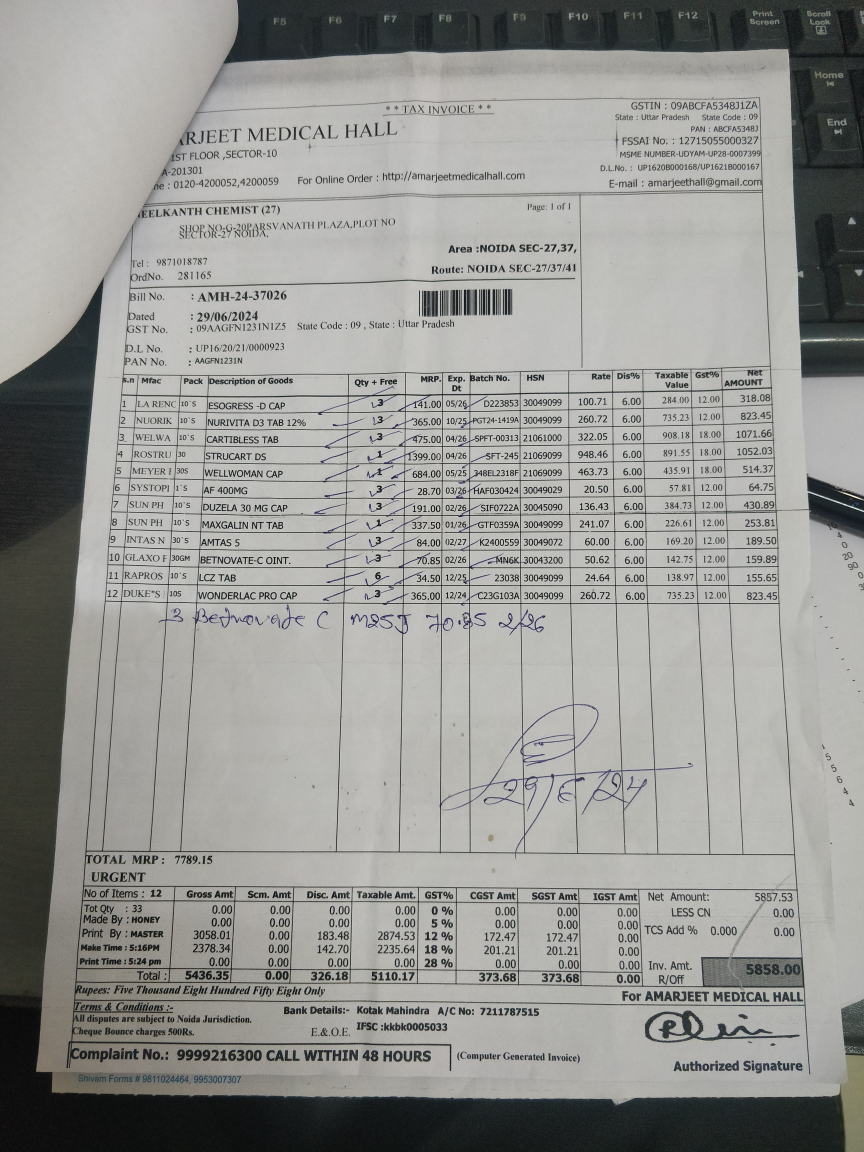 F5 F6 F7 F8 F9 F10 F11 F12 Print Screen Scroll Lock
Home
End
* * TAX INVOICE * *
GSTIN : 09ABCFA5348J1ZA
State : Uttar Pradesh State Code : 09
PAN : ABCFA5348J
FSSAI No. : 12715055000327
MSME NUMBER-UDYAM-UP28-0007399
D.L.No. : UP1620B000168/UP1621B000167
E-mail : amarjeethall@gmail.com
ARJEET MEDICAL HALL
1ST FLOOR ,SECTOR-10
A-201301
ne : 0120-4200052,4200059 For Online Order : http://amarjeetmedicalhall.com
EELKANTH CHEMIST (27) Page: 1 of 1
SHOP NO-G-20PARSVANATH PLAZA,PLOT NO
SECTOR-27 NOIDA,
Area :NOIDA SEC-27,37,
Tel : 9871018787
Route: NOIDA SEC-27/37/41
OrdNo. 281165
Bill No. : AMH-24-37026
Dated : 29/06/2024
GST No. : 09AAGFN1231N1Z5 State Code : 09 , State : Uttar Pradesh
D.L No. : UP16/20/21/0000923
PAN No. : AAGFN1231N
s.n Mfac Pack Description of Goods Qty + Free MRP. Exp. Dt Batch No. HSN Rate Dis% Taxable Value Gst% Net AMOUNT
1 LA RENC 10`S ESOGRESS -D CAP 3 141.00 05/26 D223853 30049099 100.71 6.00 284.00 12.00 318.08
2 NUORIK 10`S NURIVITA D3 TAB 12% 3 365.00 10/25 PGT24-1419A 30049099 260.72 6.00 735.23 12.00 823.45
3 WELWA 10`S CARTIBLESS TAB 3 475.00 04/26 SPFT-00313 21061000 322.05 6.00 908.18 18.00 1071.66
4 ROSTRU 30 STRUCART DS 1 1399.00 04/26 SFT-245 21069099 948.46 6.00 891.55 18.00 1052.03
5 MEYER I 30S WELLWOMAN CAP 1 684.00 05/25 J48EL2318F 21069099 463.73 6.00 435.91 18.00 514.37
6 SYSTOPI 1`S AF 400MG 3 28.70 03/26 HAF030424 30049029 20.50 6.00 57.81 12.00 64.75
7 SUN PH 10`S DUZELA 30 MG CAP 3 191.00 02/26 SIF0722A 30045090 136.43 6.00 384.73 12.00 430.89
8 SUN PH 10`S MAXGALIN NT TAB 1 337.50 01/26 GTF0359A 30049099 241.07 6.00 226.61 12.00 253.81
9 INTAS N 30`S AMTAS 5 3 84.00 02/27 K2400559 30049072 60.00 6.00 169.20 12.00 189.50
10 GLAXO F 30GM BETNOVATE-C OINT. 3 70.85 02/26 MN6K 30043200 50.62 6.00 142.75 12.00 159.89
11 RAPROS 10`S LCZ TAB 6 34.50 12/25 23038 30049099 24.64 6.00 138.97 12.00 155.65
12 DUKE"S 10S WONDERLAC PRO CAP 3 365.00 12/24 C23G103A 30049099 260.72 6.00 735.23 12.00 823.45
3 Betnovate C M25J 70.85 2/26
29/6/24
TOTAL MRP : 7789.15
URGENT
No of Items : 12 Gross Amt Scm. Amt Disc. Amt Taxable Amt. GST% CGST Amt SGST Amt IGST Amt
Tot Qty : 33 0.00 0.00 0.00 0.00 0 % 0.00 0.00 0.00
Made By : HONEY 0.00 0.00 0.00 0.00 5 % 0.00 0.00 0.00
Print By : MASTER 3058.01 0.00 183.48 2874.53 12 % 172.47 172.47 0.00
Make Time : 5:16PM 2378.34 0.00 142.70 2235.64 18 % 201.21 201.21 0.00
Print Time : 5:24 pm 0.00 0.00 0.00 0.00 28 % 0.00 0.00 0.00
Total : 5436.35 0.00 326.18 5110.17 373.68 373.68 0.00
Net Amount: 5857.53
LESS CN 0.00
TCS Add % 0.000 0.00
Inv. Amt. 5858.00
R/Off
Rupees: Five Thousand Eight Hundred Fifty Eight Only
For AMARJEET MEDICAL HALL
Terms & Conditions :-
All disputes are subject to Noida Jurisdiction.
Cheque Bounce charges 500Rs.
Bank Details:- Kotak Mahindra A/C No: 7211787515
E.&.O.E. IFSC :kkbk0005033
Complaint No.: 9999216300 CALL WITHIN 48 HOURS (Computer Generated Invoice)
Authorized Signature
Shivam Forms # 9811024464, 9953007307